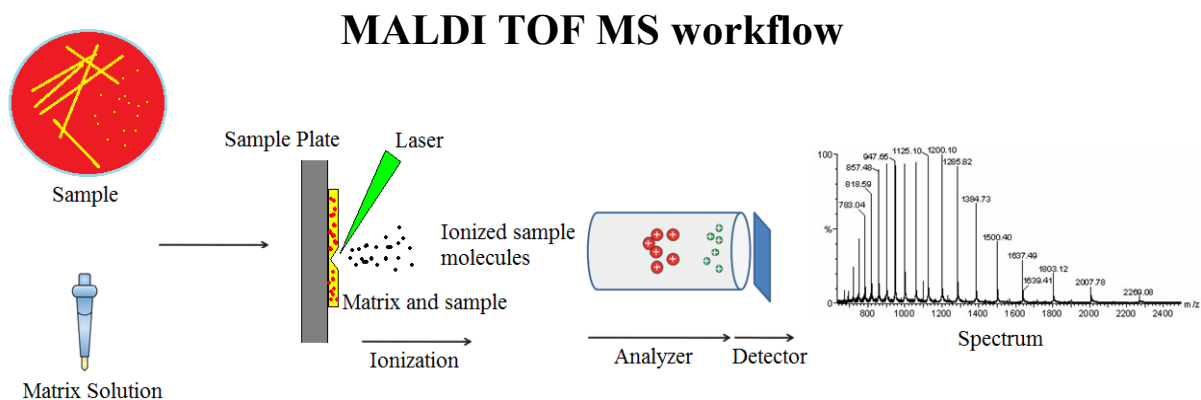 MALDI TOF MS workflow
Sample
Matrix Solution
Sample Plate
Laser
Ionized sample
molecules
Matrix and sample
Ionization
Analyzer
Detector
100
%
0
783.04
818.59
857.48
947.65
1125.10
1200.10
1285.82
1394.73
1500.40
1637.49
1639.41
1803.12
2007.78
2269.08
800 1000 1200 1400 1600 1800 2000 2200 2400 m/z
Spectrum